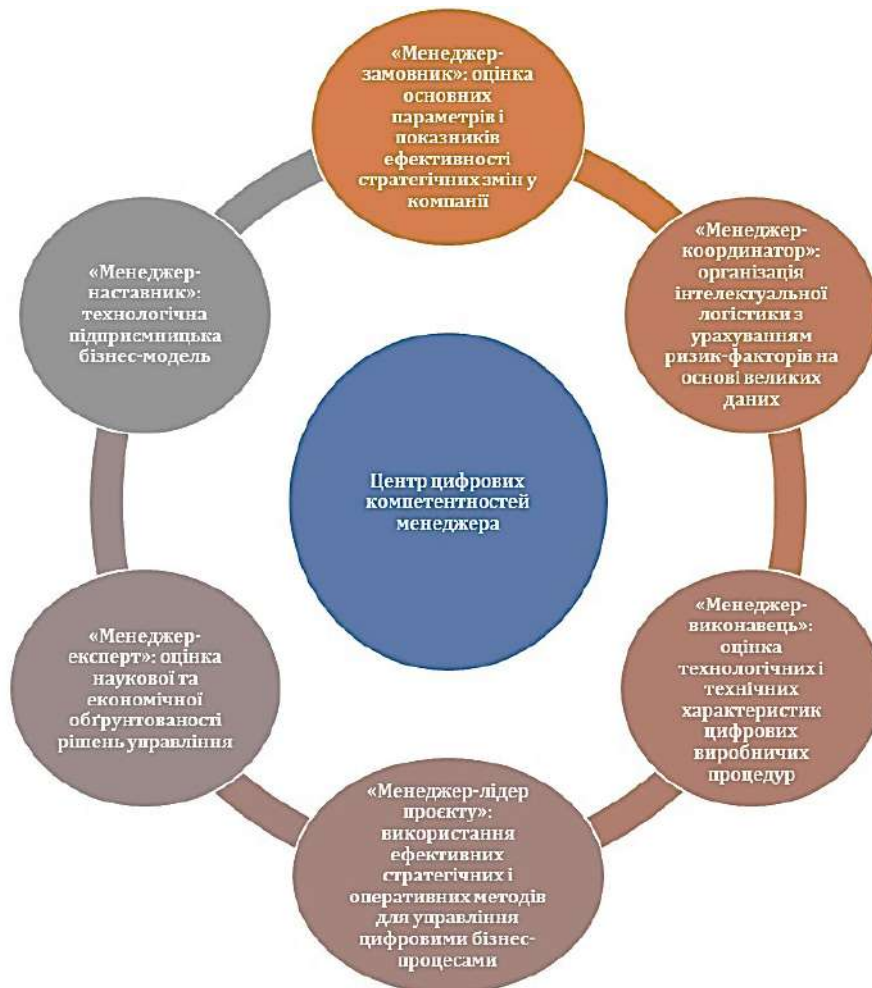 «Менеджер-
замовник»: оцінка
основних
параметрів і
показників
ефективності
стратегічних змін у
компанії
«Менеджер-
координатор»:
організація
інтелектуальної
логістики з
урахуванням
ризик-факторів на
основі великих
даних
«Менеджер-
виконавець»:
оцінка
технологічних і
технічних
характеристик
цифрових
виробничих
процедур
«Менеджер-лідер
проєкту»:
використання
ефективних
стратегічних і
оперативних методів
для управління
цифровими бізнес-
процесами
«Менеджер-
експерт»: оцінка
наукової та
економічної
обґрунтованості
рішень управління
«Менеджер-
наставник»:
технологічна
підприємницька
бізнес-модель
Центр цифрових
компетентностей
менеджера